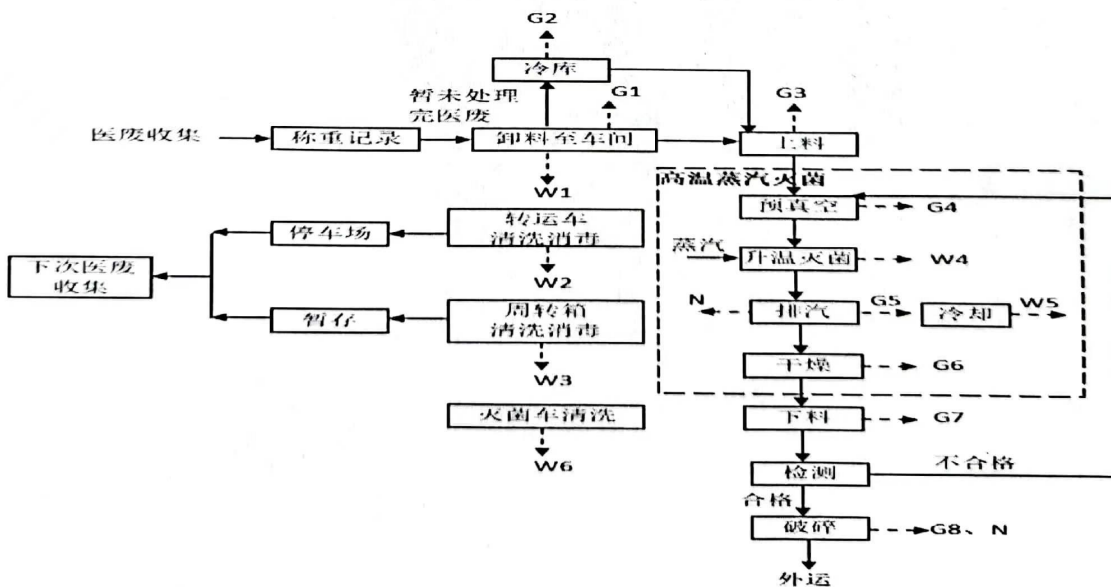 G2
冷库
暂未处理
完医废
G1
G3
医废收集
称重记录
卸料至车间
上料
W1
高温蒸汽灭菌
转运车
清洗消毒
停车场
预真空
G4
下次医废
收集
W2
蒸汽
升温灭菌
W4
周转箱
清洗消毒
暂存
N
排汽
G5
冷却
W5
W3
干燥
G6
灭菌车清洗
下料
G7
W6
检测
不合格
合格
破碎
G8、N
外运